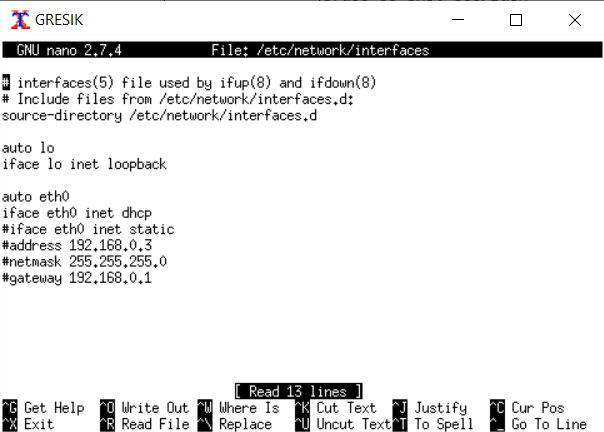 GRESIK
GNU nano 2.7.4 File: /etc/network/interfaces
# interfaces(5) file used by ifup(8) and ifdown(8)
# Include files from /etc/network/interfaces.d:
source-directory /etc/network/interfaces.d
auto lo
iface lo inet loopback
auto eth0
iface eth0 inet dhcp
#iface eth0 inet static
#address 192.168.0.3
#netmask 255.255.255.0
#gateway 192.168.0.1
[ Read 13 lines ]
^G Get Help ^O Write Out ^W Where Is ^K Cut Text ^J Justify ^C Cur Pos
^X Exit ^R Read File ^\ Replace ^U Uncut Text ^T To Spell ^_ Go To Line